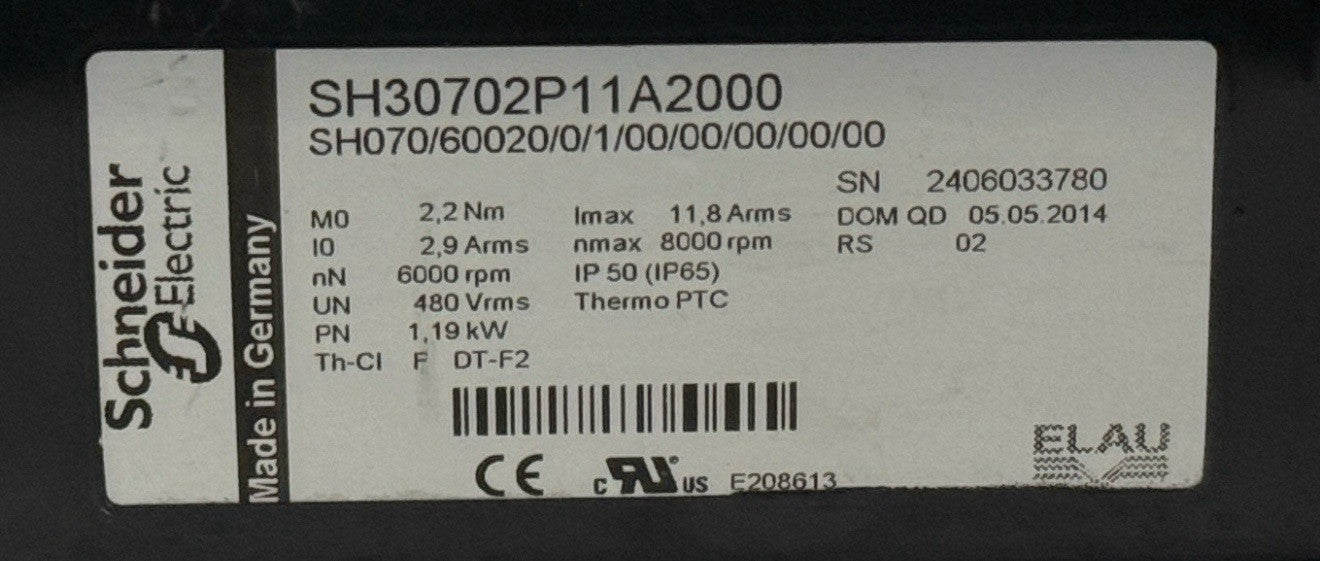 Schneider
Electric
Made in Germany
SH30702P11A2000
SH070/60020/0/1/00/00/00/00/00
SN 2406033780
M0 2,2 Nm Imax 11,8 Arms DOM QD 05.05.2014
I0 2,9 Arms nmax 8000 rpm RS 02
nN 6000 rpm IP 50 (IP65)
UN 480 Vrms Thermo PTC
PN 1,19 kW
Th-Cl F DT-F2
CE c RU US E208613
ELAU